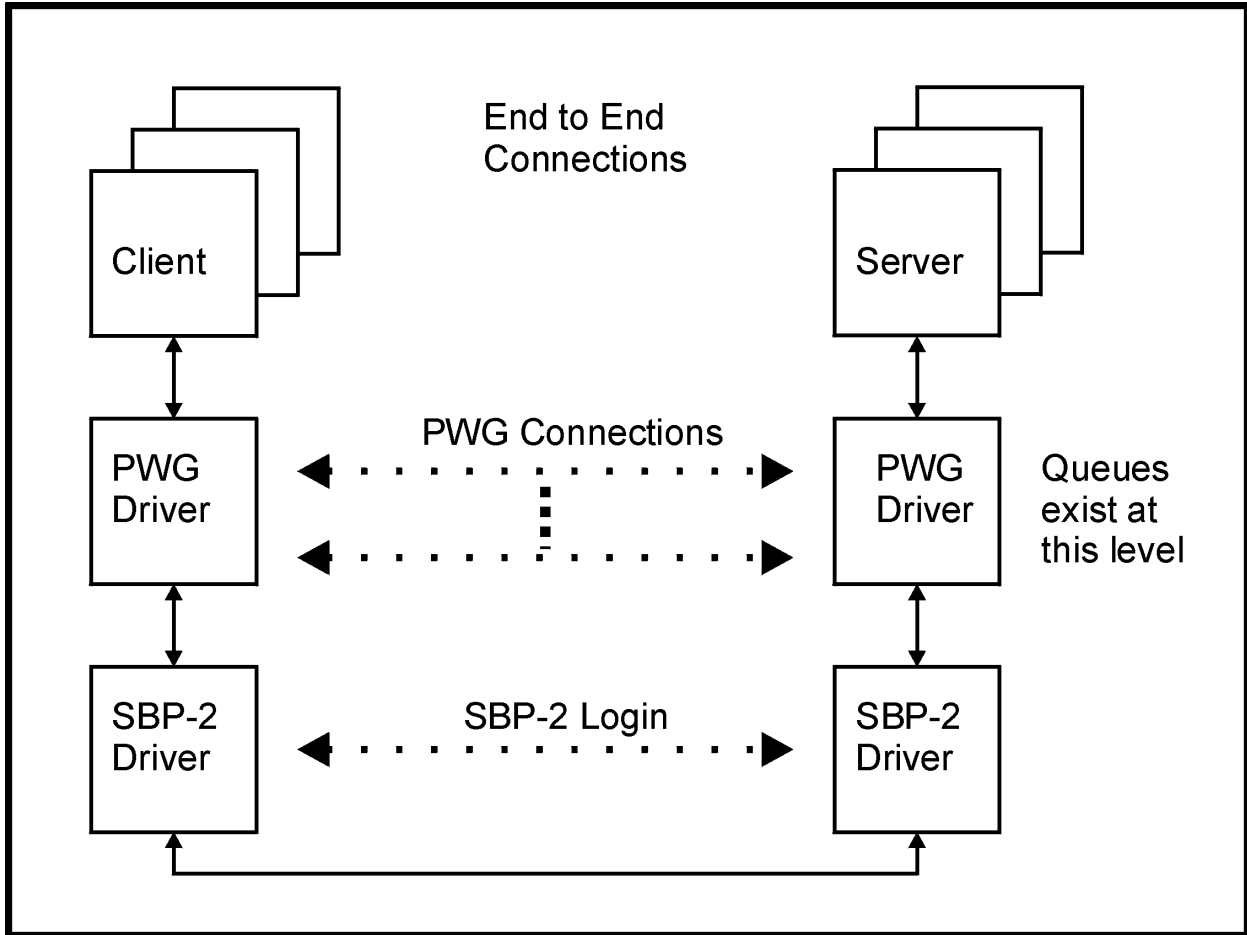 End to End
Connections
Client
Server
PWG Connections
PWG
Driver
PWG
Driver
Queues
exist at
this level
SBP-2 Login
SBP-2
Driver
SBP-2
Driver